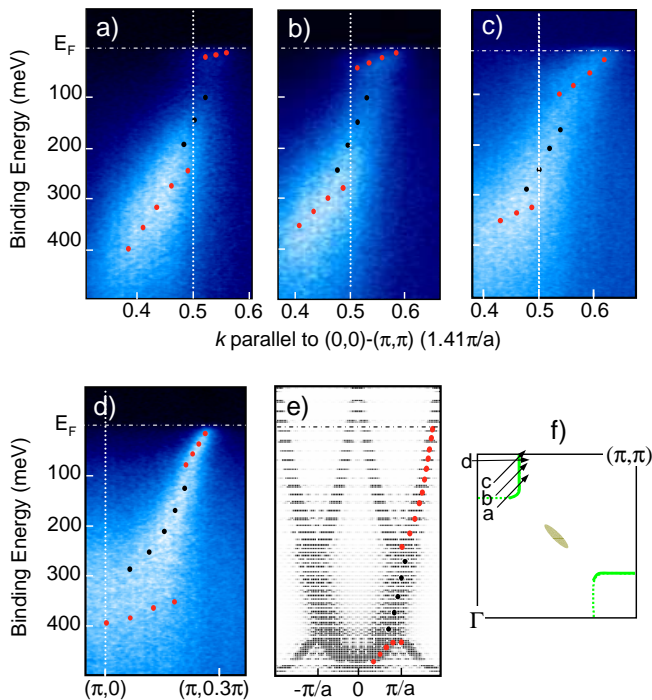 a)
b)
c)
E_F
100
200
300
400
Binding Energy (meV)
0.4
0.5
0.6
0.4
0.5
0.6
0.4
0.5
0.6
k parallel to (0,0)-(π,π) (1.41π/a)
d)
e)
f)
E_F
100
200
300
400
Binding Energy (meV)
(π,0)
(π,0.3π)
-π/a
0
π/a
(π,π)
d
c
b
a
Γ